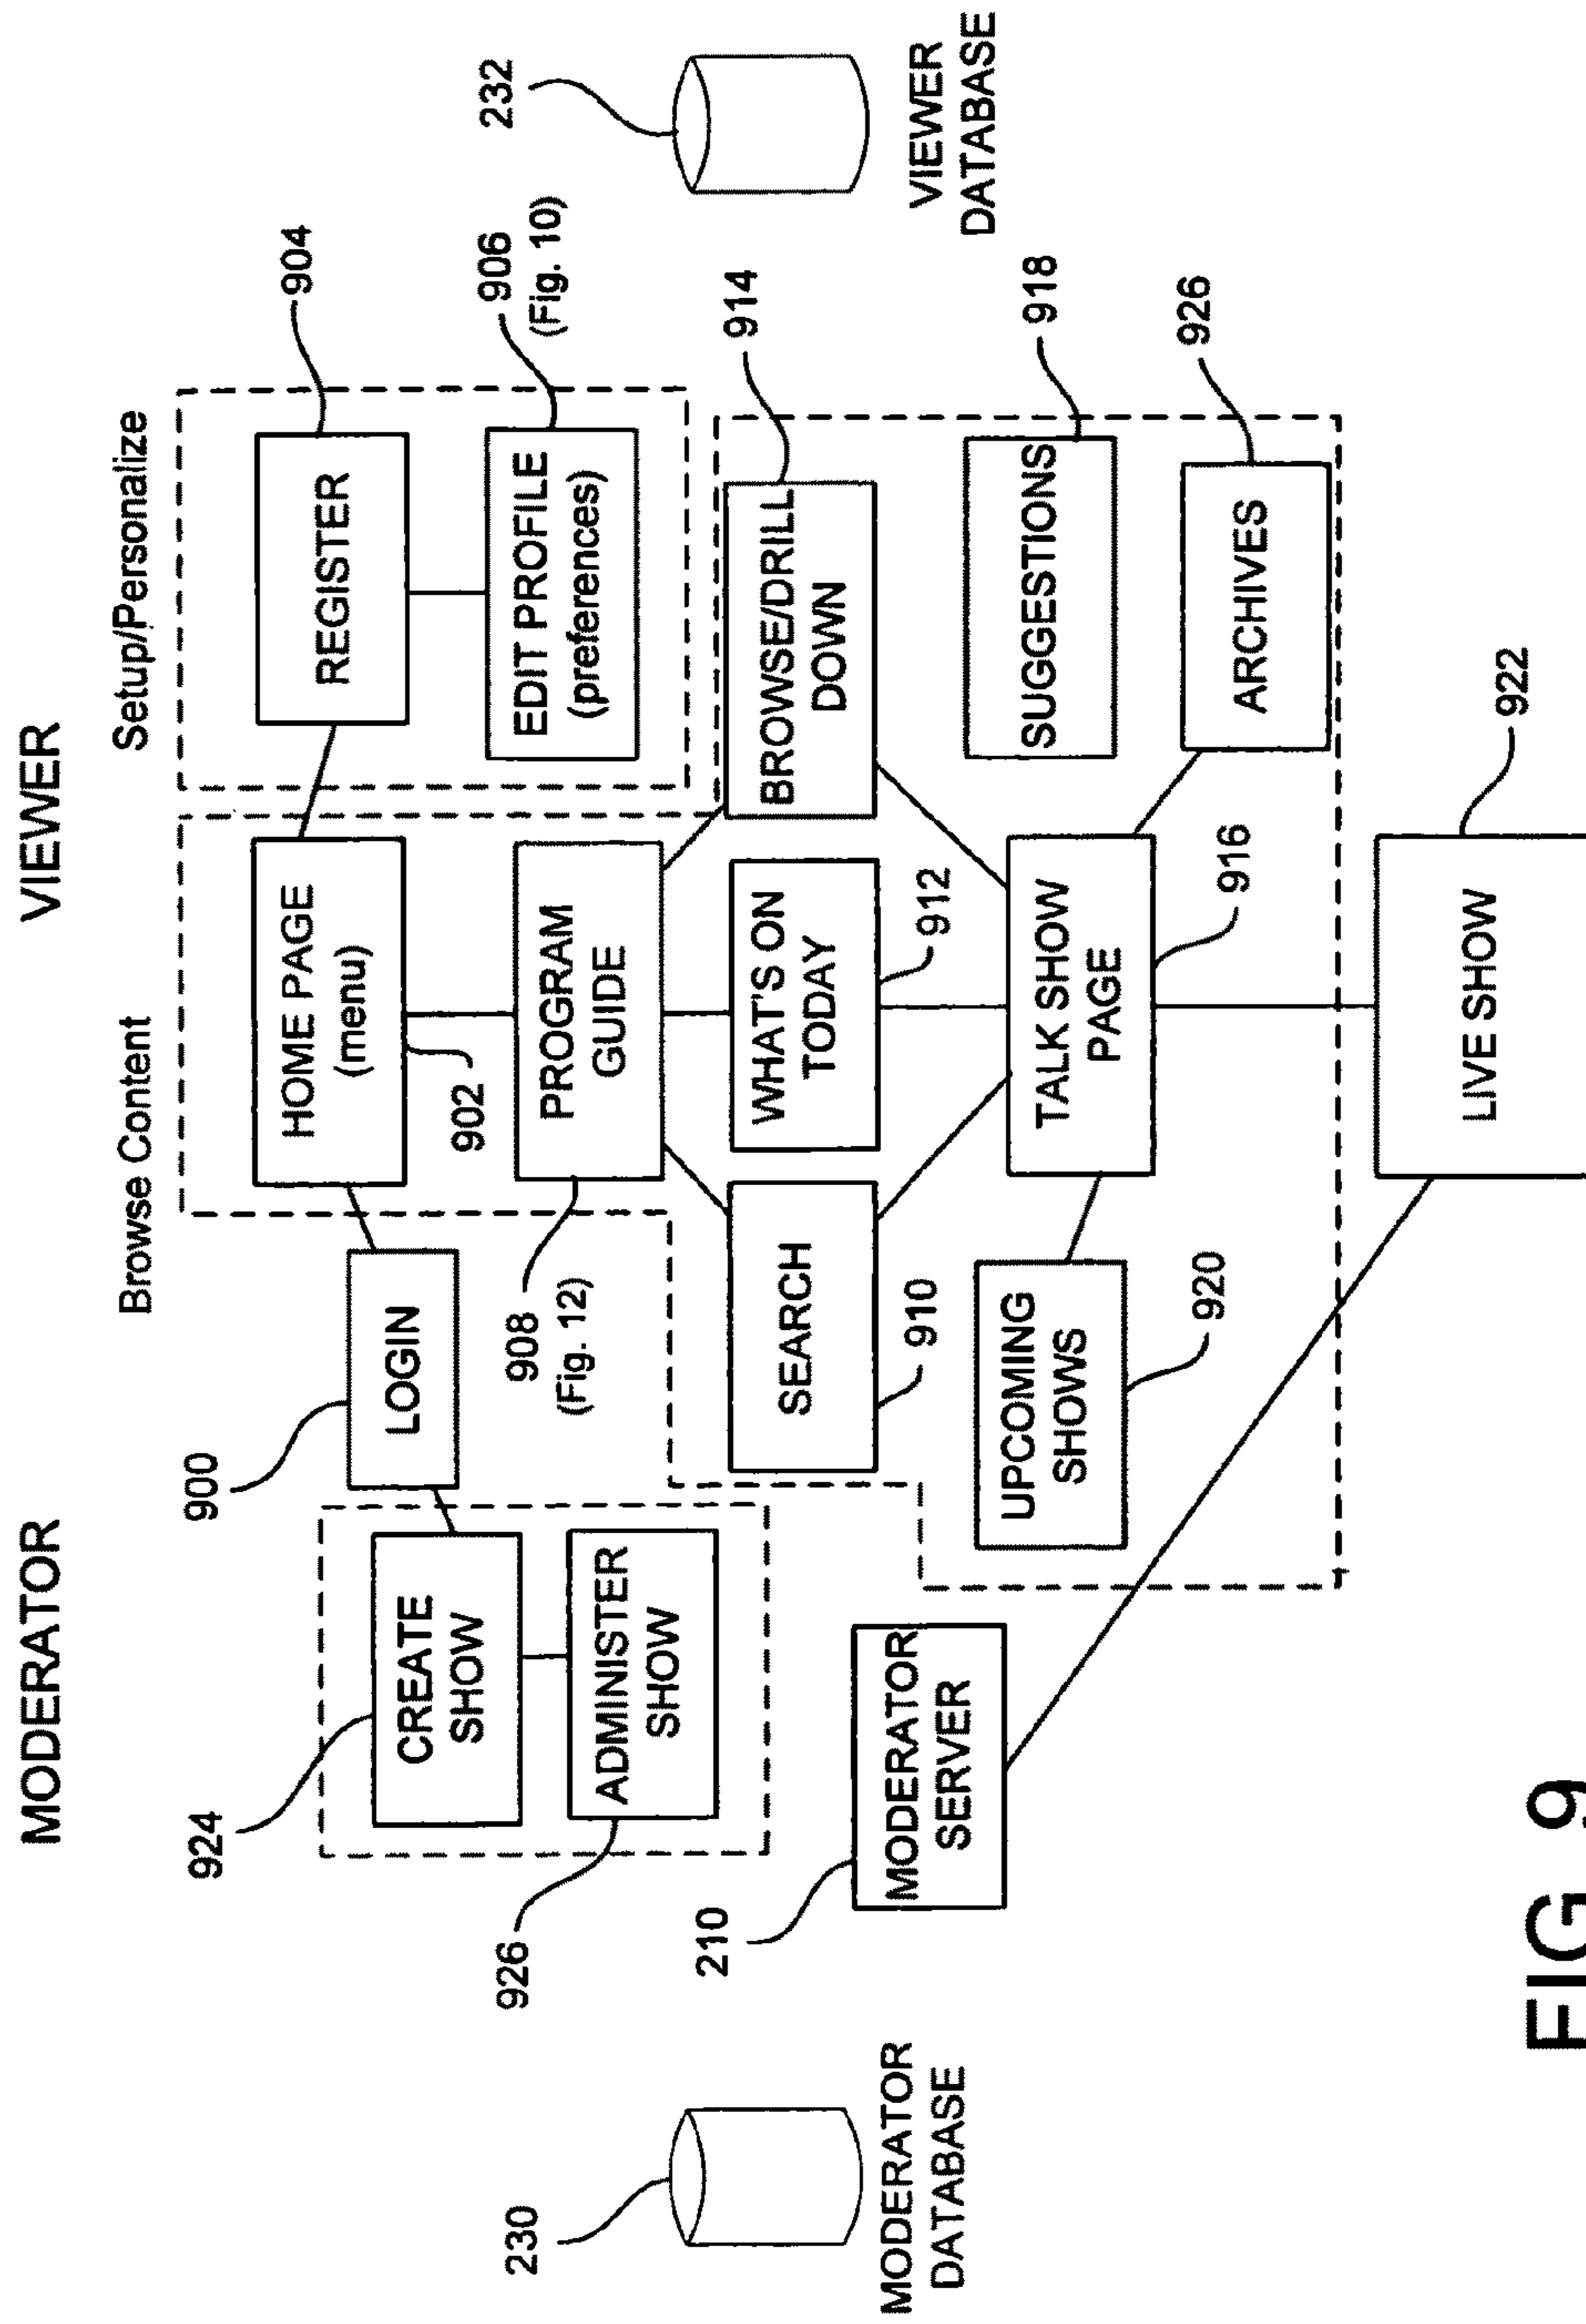 MODERATOR
VIEWER
Browse Content
Setup/Personalize
900
904
HOME PAGE
(menu)
REGISTER
902
LOGIN
924
CREATE
SHOW
906
(Fig. 10)
EDIT PROFILE
(preferences)
PROGRAM
GUIDE
908
(Fig. 12)
ADMINISTER
SHOW
926
230
232
MODERATOR
DATABASE
VIEWER
DATABASE
210
MODERATOR
SERVER
SEARCH
910
WHAT'S ON
TODAY
912
BROWSE/DRILL
DOWN
914
UPCOMING
SHOWS
920
TALK SHOW
PAGE
916
SUGGESTIONS
918
ARCHIVES
926
LIVE SHOW
922
FIG 9